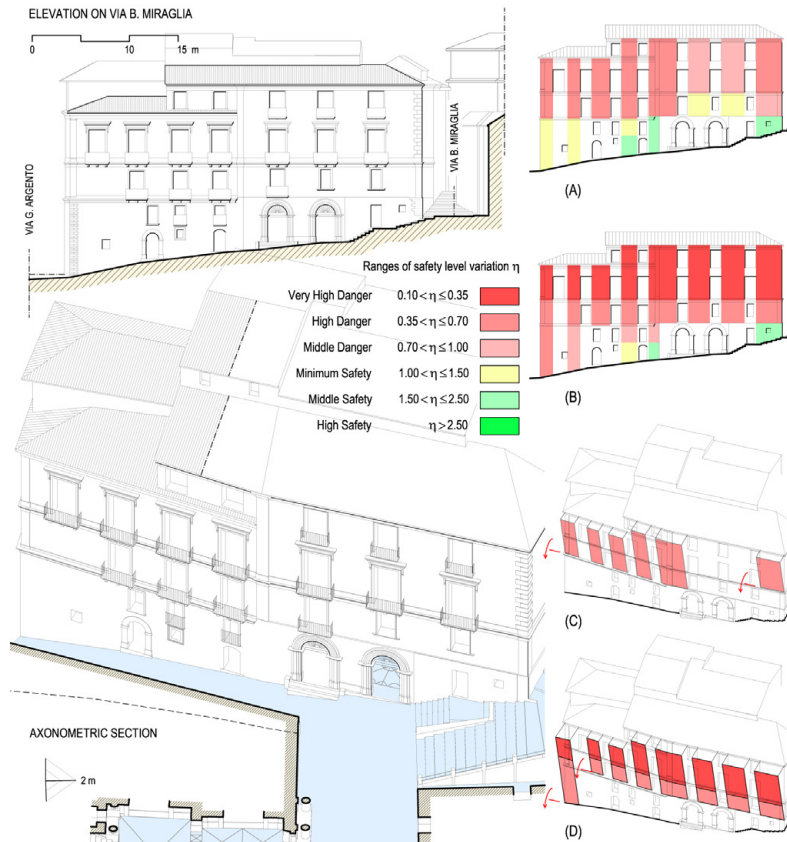 ELEVATION ON VIA B. MIRAGLIA
0 10 15 m
VIA G. ARGENTO
VIA B. MIRAGLIA
(A)
(B)
Ranges of safety level variation η
Very High Danger 0.10 < η ≤ 0.35
High Danger 0.35 < η ≤ 0.70
Middle Danger 0.70 < η ≤ 1.00
Minimum Safety 1.00 < η ≤ 1.50
Middle Safety 1.50 < η ≤ 2.50
High Safety η > 2.50
(C)
(D)
AXONOMETRIC SECTION
2 m